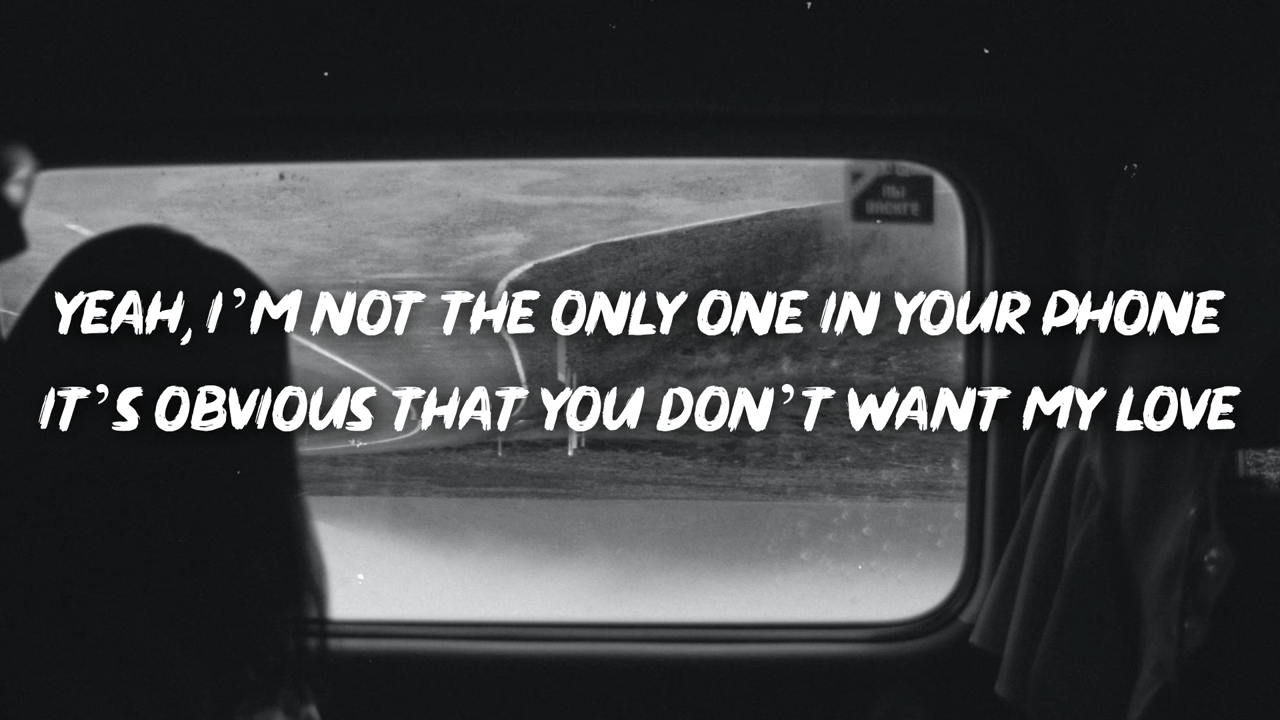 YEAH, I'M NOT THE ONLY ONE IN YOUR PHONE
IT'S OBVIOUS THAT YOU DON'T WANT MY LOVE